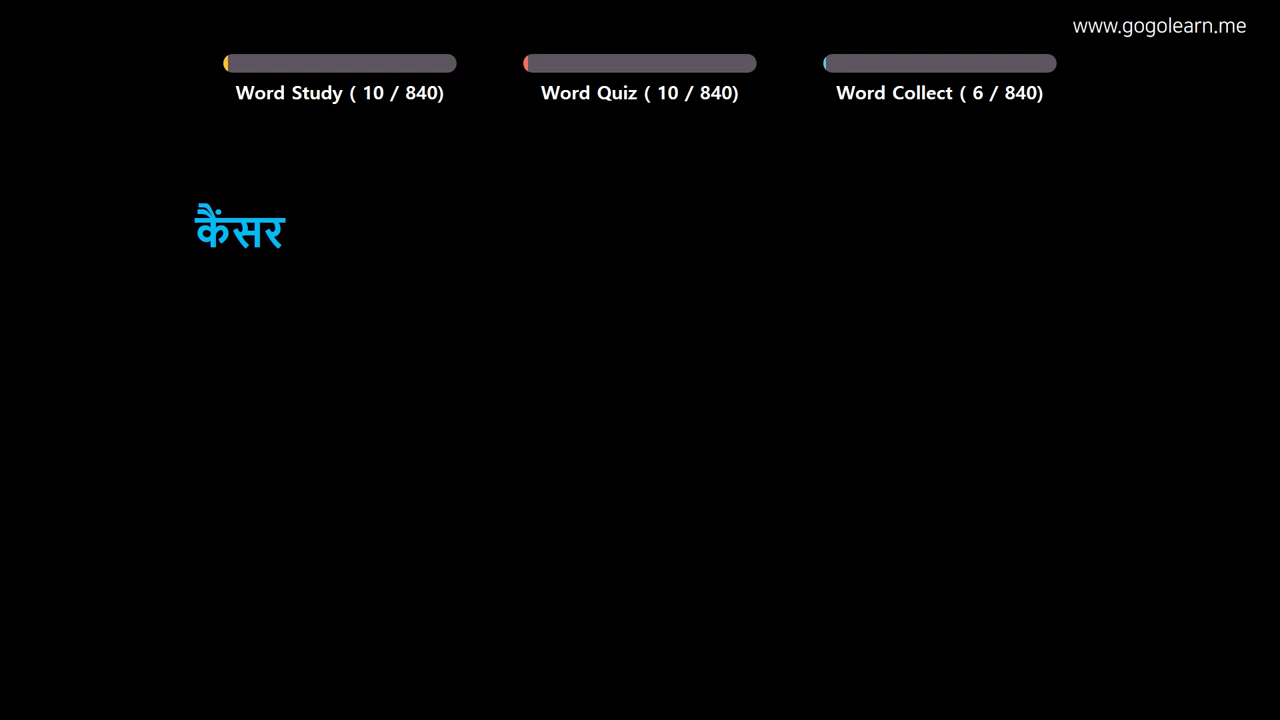 www.gogolearn.me
Word Study ( 10 / 840)
Word Quiz ( 10 / 840)
Word Collect ( 6 / 840)
कैंसर